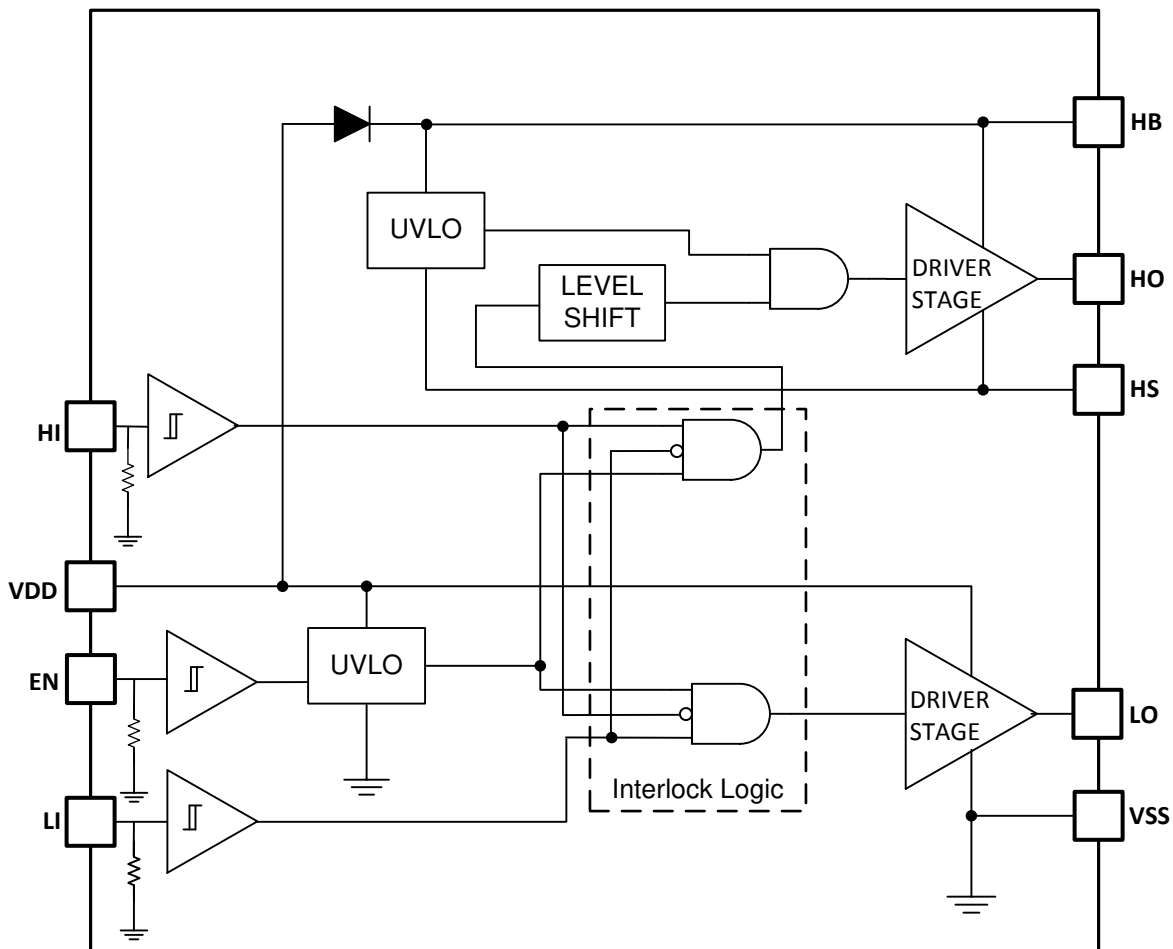 HB
UVLO
DRIVER
STAGE
HO
LEVEL
SHIFT
HS
HI
VDD
EN
UVLO
DRIVER
STAGE
LO
Interlock Logic
LI
VSS